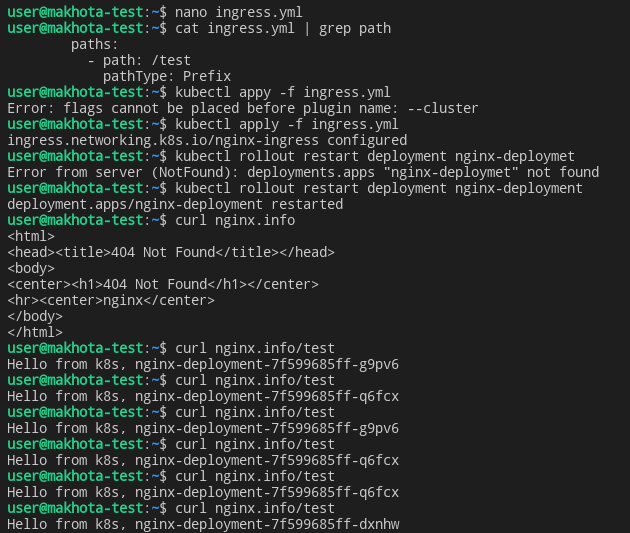 user@makhota-test:~$ nano ingress.yml
user@makhota-test:~$ cat ingress.yml | grep path
        paths:
          - path: /test
            pathType: Prefix
user@makhota-test:~$ kubectl appy -f ingress.yml
Error: flags cannot be placed before plugin name: --cluster
user@makhota-test:~$ kubectl apply -f ingress.yml
ingress.networking.k8s.io/nginx-ingress configured
user@makhota-test:~$ kubectl rollout restart deployment nginx-deploymet
Error from server (NotFound): deployments.apps "nginx-deploymet" not found
user@makhota-test:~$ kubectl rollout restart deployment nginx-deployment
deployment.apps/nginx-deployment restarted
user@makhota-test:~$ curl nginx.info
<html>
<head><title>404 Not Found</title></head>
<body>
<center><h1>404 Not Found</h1></center>
<hr><center>nginx</center>
</body>
</html>
user@makhota-test:~$ curl nginx.info/test
Hello from k8s, nginx-deployment-7f599685ff-g9pv6
user@makhota-test:~$ curl nginx.info/test
Hello from k8s, nginx-deployment-7f599685ff-q6fcx
user@makhota-test:~$ curl nginx.info/test
Hello from k8s, nginx-deployment-7f599685ff-g9pv6
user@makhota-test:~$ curl nginx.info/test
Hello from k8s, nginx-deployment-7f599685ff-q6fcx
user@makhota-test:~$ curl nginx.info/test
Hello from k8s, nginx-deployment-7f599685ff-q6fcx
user@makhota-test:~$ curl nginx.info/test
Hello from k8s, nginx-deployment-7f599685ff-dxnhw